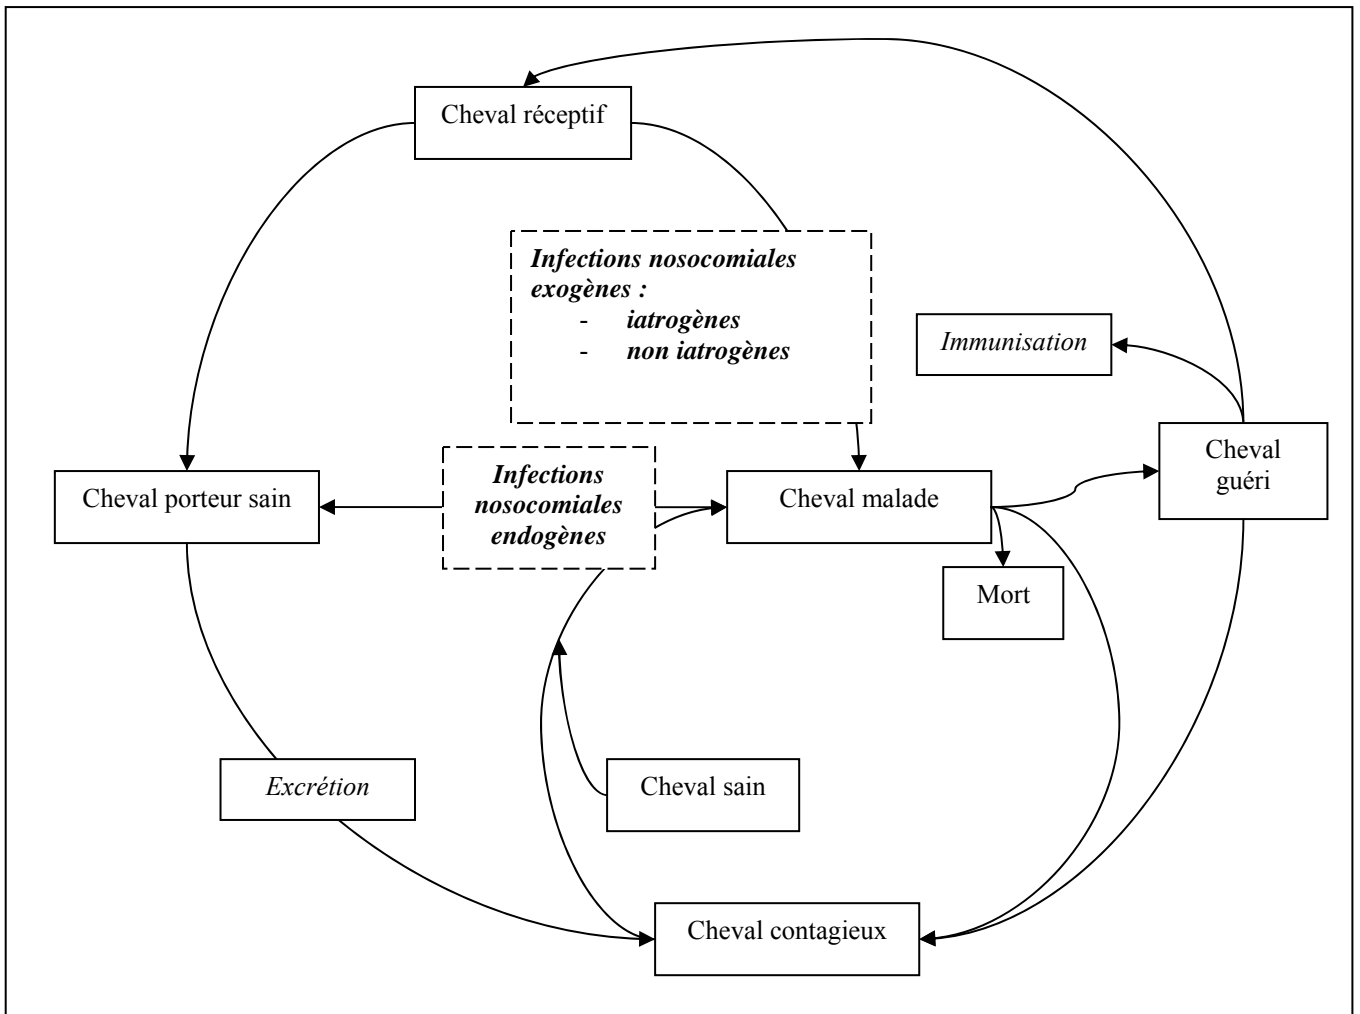 Cheval réceptif
Infections nosocomiales
exogènes :
- iatrogènes
- non iatrogènes
Immunisation
Cheval
guéri
Cheval porteur sain
Infections
nosocomiales
endogènes
Cheval malade
Mort
Excrétion
Cheval sain
Cheval contagieux